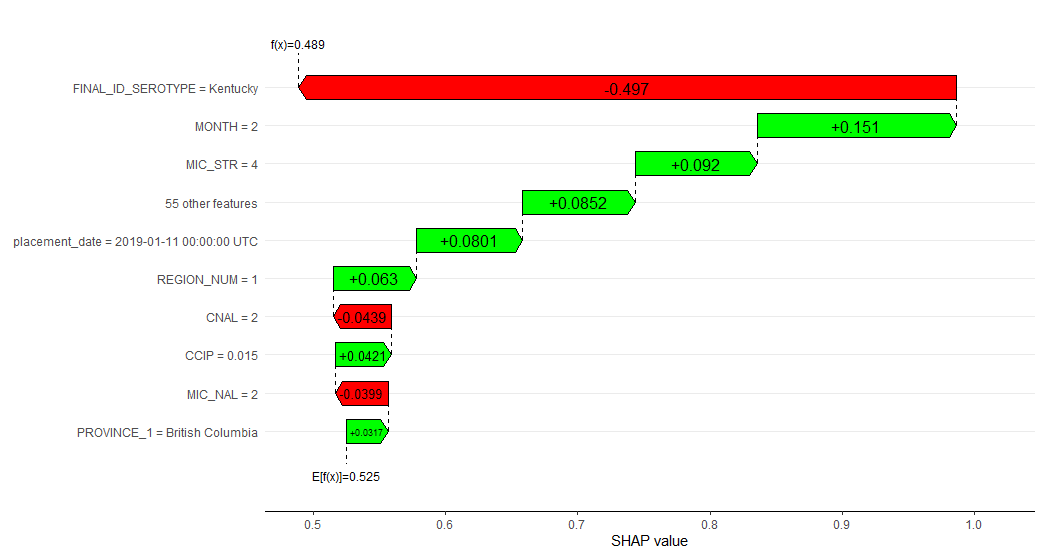 f(x)=0.489
FINAL_ID_SEROTYPE = Kentucky -0.497
MONTH = 2 +0.151
MIC_STR = 4 +0.092
55 other features +0.0852
placement_date = 2019-01-11 00:00:00 UTC +0.0801
REGION_NUM = 1 +0.063
CNAL = 2 -0.0439
CCIP = 0.015 +0.0421
MIC_NAL = 2 -0.0399
PROVINCE_1 = British Columbia +0.0317
E[f(x)]=0.525
0.5 0.6 0.7 0.8 0.9 1.0
SHAP value